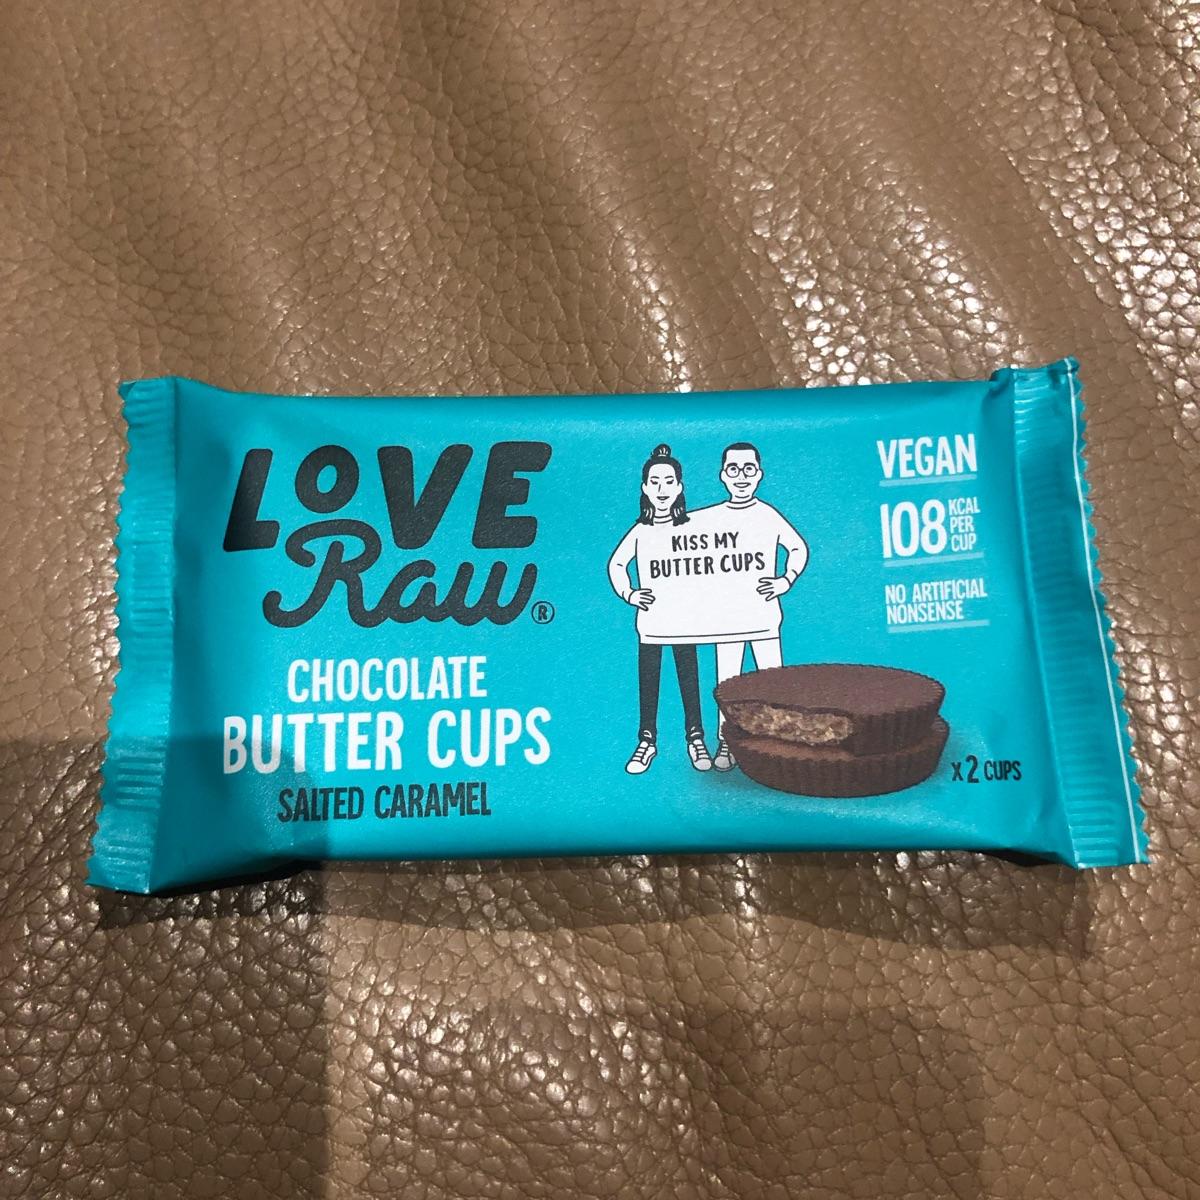 LOVE
Raw®
CHOCOLATE
BUTTER CUPS
SALTED CARAMEL
KISS MY
BUTTER CUPS
VEGAN
108 KCAL
PER
CUP
NO ARTIFICIAL
NONSENSE
x 2 CUPS